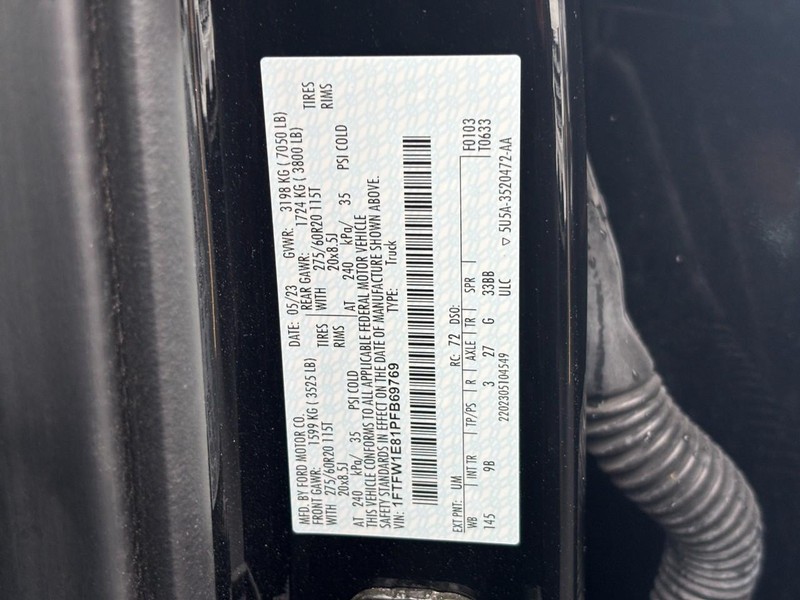 MFD. BY FORD MOTOR CO.
DATE: 05/23 GVWR: 3198 KG ( 7050 LB)
FRONT GAWR: 1599 KG ( 3525 LB) REAR GAWR: 1724 KG ( 3800 LB)
WITH 275/60R20 115T TIRES WITH 275/60R20 115T TIRES
20x8.5J RIMS 20x8.5J RIMS
AT 240 kPa/ 35 PSI COLD AT 240 kPa/ 35 PSI COLD
THIS VEHICLE CONFORMS TO ALL APPLICABLE FEDERAL MOTOR VEHICLE
SAFETY STANDARDS IN EFFECT ON THE DATE OF MANUFACTURE SHOWN ABOVE.
VIN: 1FTFW1E81PFB69769 TYPE: Truck
EXT PNT: UM RC: 72 DSO: F0103
WB INT TR TP/PS R AXLE TR SPR T0633
145 9B 3 27 G 33BB
2202305104549 ULC ▽ 5U5A-3520472-AA